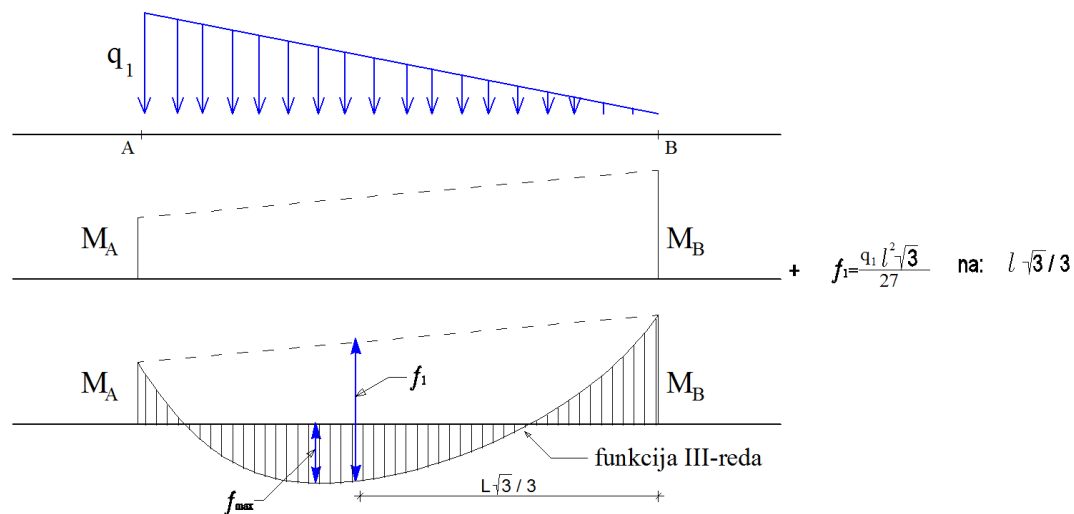 q1
A B
MA MB
+ f1= q1 l²√3 / 27 na: l √3 / 3
MA MB
f1
funkcija III-reda
fmax
L√3 / 3